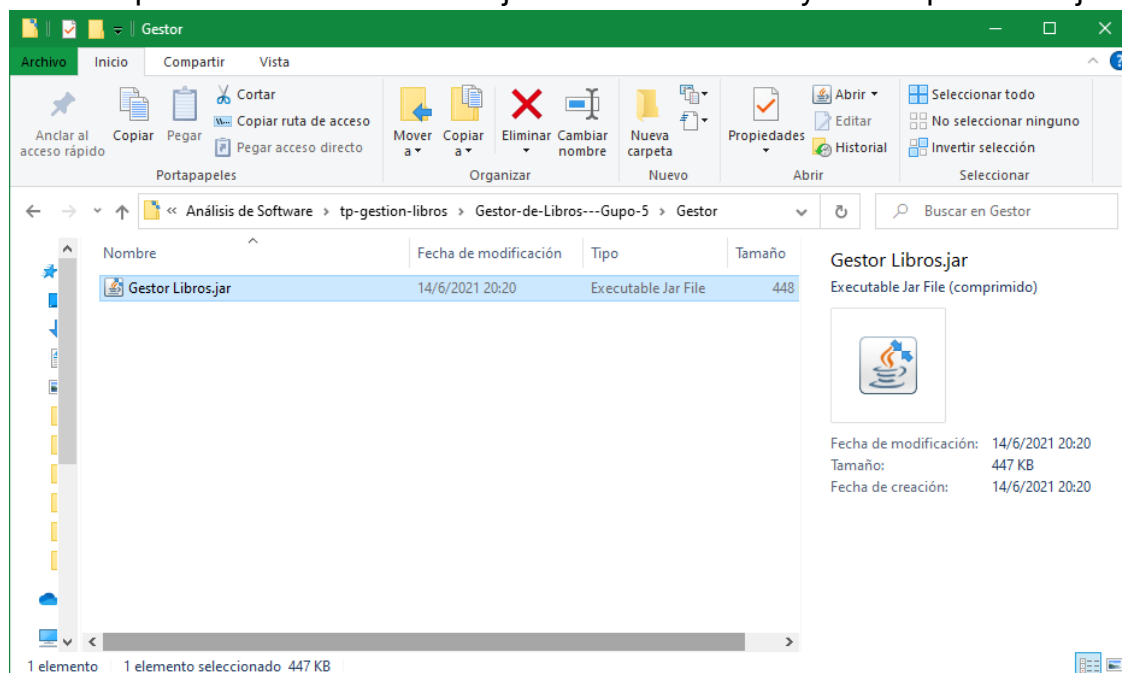 Gestor
Archivo Inicio Compartir Vista
Anclar al acceso rápido
Copiar
Pegar
Cortar
Copiar ruta de acceso
Pegar acceso directo
Portapapeles
Mover a
Copiar a
Eliminar
Cambiar nombre
Organizar
Nueva carpeta
Nuevo
Propiedades
Abrir
Editar
Historial
Abrir
Seleccionar todo
No seleccionar ninguno
Invertir selección
Seleccionar
« Análisis de Software > tp-gestion-libros > Gestor-de-Libros---Gupo-5 > Gestor
Buscar en Gestor
Nombre Fecha de modificación Tipo Tamaño
Gestor Libros.jar 14/6/2021 20:20 Executable Jar File 448
Gestor Libros.jar
Executable Jar File (comprimido)
Fecha de modificación: 14/6/2021 20:20
Tamaño: 447 KB
Fecha de creación: 14/6/2021 20:20
1 elemento 1 elemento seleccionado 447 KB